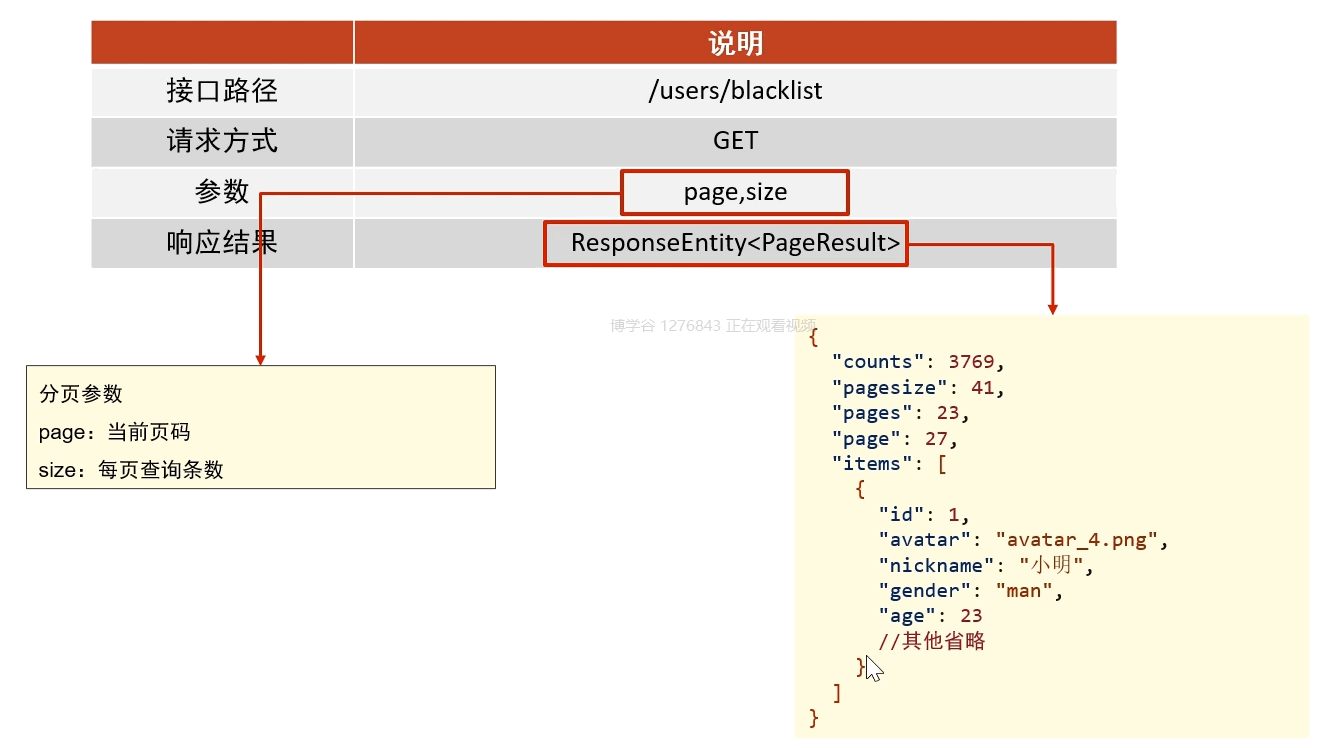 说明
接口路径 /users/blacklist
请求方式 GET
参数 page,size
响应结果 ResponseEntity<PageResult>
博学谷 1276843 正在观看视频
分页参数
page：当前页码
size：每页查询条数
{
"counts": 3769,
"pagesize": 41,
"pages": 23,
"page": 27,
"items": [
{
"id": 1,
"avatar": "avatar_4.png",
"nickname": "小明",
"gender": "man",
"age": 23
//其他省略
}
]
}